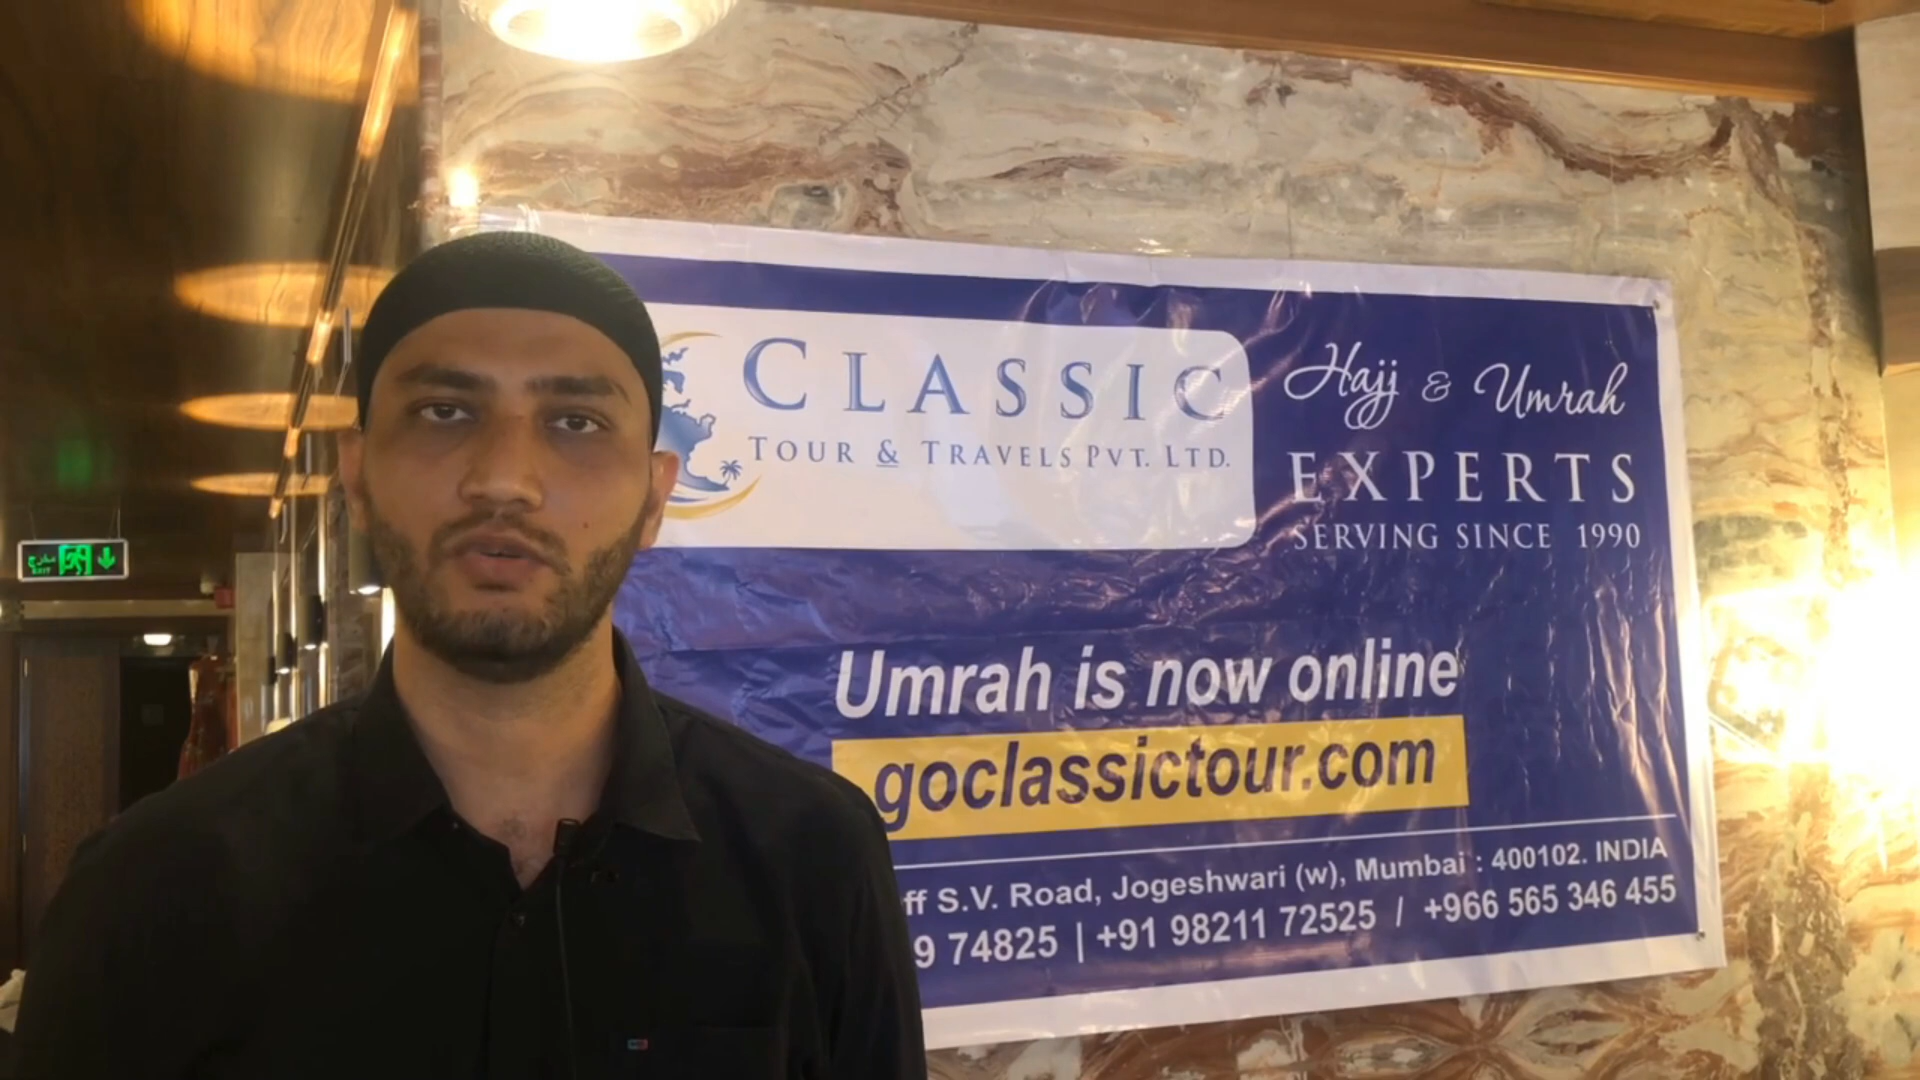 CLASSIC
TOUR & TRAVELS PVT. LTD.
Hajj & Umrah
EXPERTS
SERVING SINCE 1990
Umrah is now online
goclassictour.com
ff S.V. Road, Jogeshwari (w), Mumbai : 400102. INDIA
9 74825 | +91 98211 72525 / +966 565 346 455
EXIT